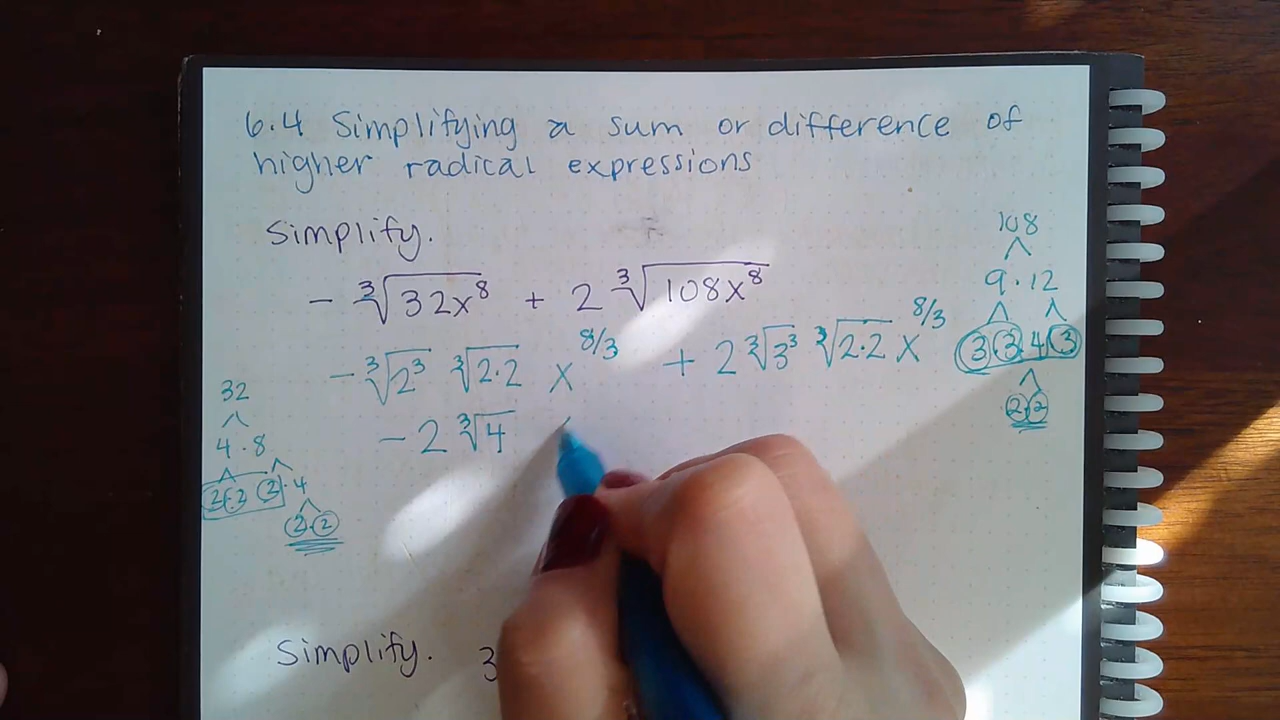 6.4 Simplifying a sum or difference of
higher radical expressions
Simplify.
- ∛(32x⁸) + 2 ∛(108x⁸)
- ∛(2³) ∛(2·2) x^(8/3) + 2 ∛(3³) ∛(2·2) x^(8/3)
- 2 ∛4
32
4·8
2·2 2·4
2·2
108
9·12
3 3 4 3
2·2
Simplify. 3